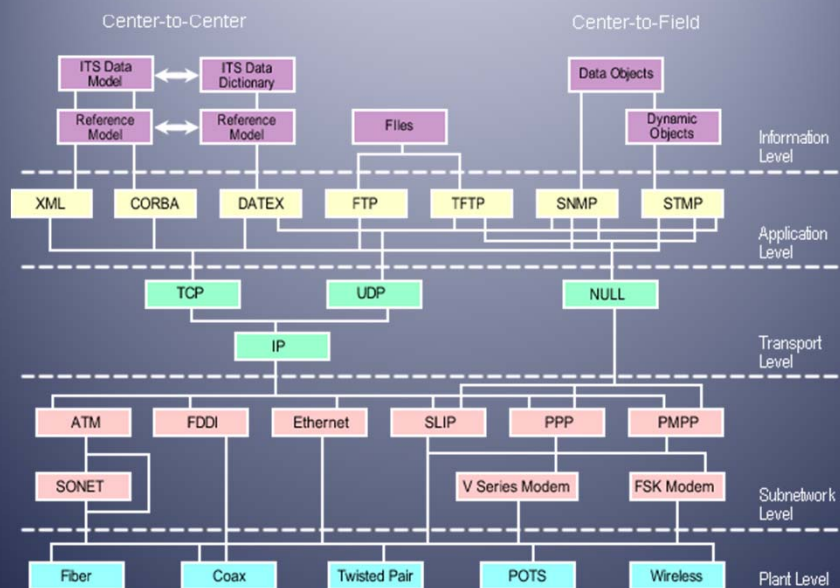 Center-to-Center
Center-to-Field
ITS Data
Model
ITS Data
Dictionary
Data Objects
Reference
Model
Reference
Model
FIles
Dynamic
Objects
Information
Level
XML
CORBA
DATEX
FTP
TFTP
SNMP
STMP
Application
Level
TCP
UDP
NULL
IP
Transport
Level
ATM
FDDI
Ethernet
SLIP
PPP
PMPP
SONET
V Series Modem
FSK Modem
Subnetwork
Level
Fiber
Coax
Twisted Pair
POTS
Wireless
Plant Level